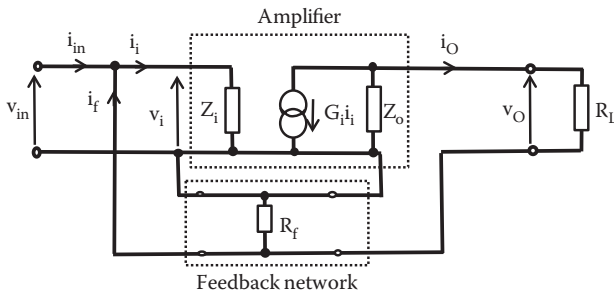 Amplifier
i_in
i_i
i_O
i_f
v_in
v_i
Z_i
G_i i_i
Z_o
v_O
R_L
R_f
Feedback network